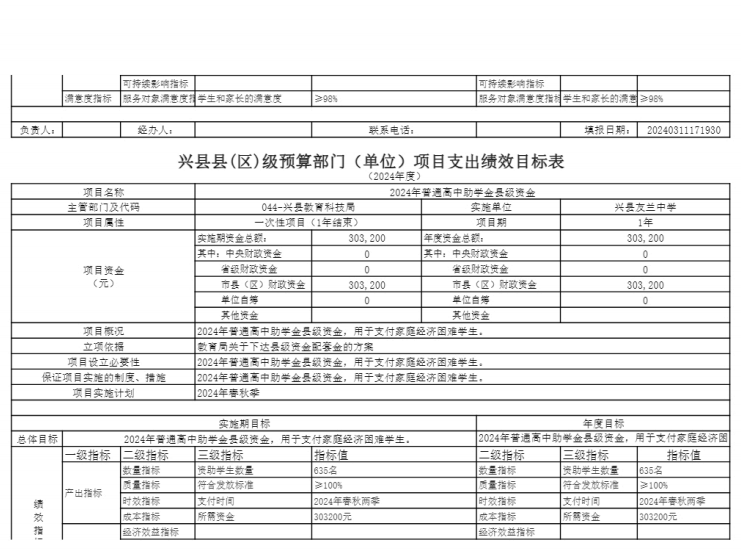 可持续影响指标 可持续影响指标
满意度指标 服务对象满意度指 学生和家长的满意度 ≥98% 服务对象满意度指标 学生和家长的满意 ≥98%
负责人: 经办人: 联系电话: 填报日期: 20240311171930
兴县县(区)级预算部门（单位）项目支出绩效目标表
（2024年度）
项目名称 2024年普通高中助学金县级资金
主管部门及代码 044-兴县教育科技局 实施单位 兴县友兰中学
项目属性 一次性项目（1年结束） 项目期 1年
项目资金
（元）
实施期资金总额: 303,200 年度资金总额: 303,200
其中: 中央财政资金 0 其中: 中央财政资金 0
省级财政资金 0 省级财政资金 0
市县（区）财政资金 303,200 市县（区）财政资金 303,200
单位自筹 0 单位自筹 0
其他资金 其他资金
项目概况 2024年普通高中助学金县级资金, 用于支付家庭经济困难学生。
立项依据 教育局关于下达县级资金配套金的方案
项目设立必要性 2024年普通高中助学金县级资金, 用于支付家庭经济困难学生。
保证项目实施的制度、措施 2024年普通高中助学金县级资金, 用于支付家庭经济困难学生。
项目实施计划 2024年春秋季
实施期目标 年度目标
总体目标 2024年普通高中助学金县级资金, 用于支付家庭经济困难学生。 2024年普通高中助学金县级资金, 用于支付家庭经济困
一级指标 二级指标 三级指标 指标值 二级指标 三级指标 指标值
绩
效
指
产出指标
数量指标 资助学生数量 635名 数量指标 资助学生数量 635名
质量指标 符合发放标准 ≥100% 质量指标 符合发放标准 ≥100%
时效指标 支付时间 2024年春秋两季 时效指标 支付时间 2024年春秋两季
成本指标 所需资金 303200元 成本指标 所需资金 303200元
经济效益指标 经济效益指标